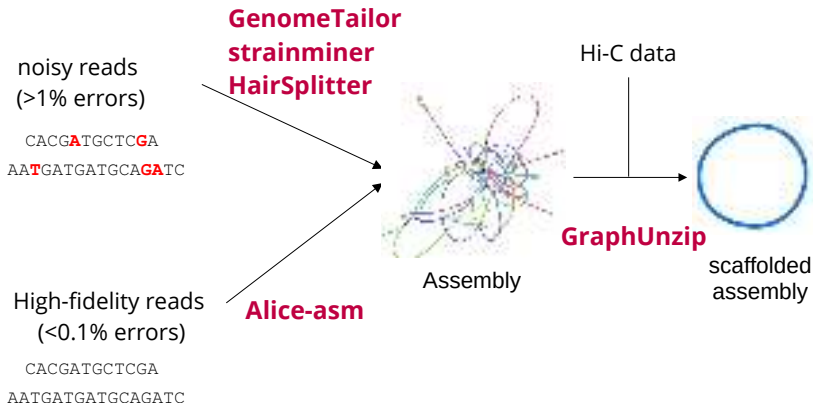 GenomeTailor
strainminer
HairSplitter
noisy reads
(>1% errors)
CACGATGCTCGA
AATGATGATGCAGATC
Hi-C data
Assembly
GraphUnzip
scaffolded
assembly
High-fidelity reads
(<0.1% errors)
Alice-asm
CACGATGCTCGA
AATGATGATGCAGATC